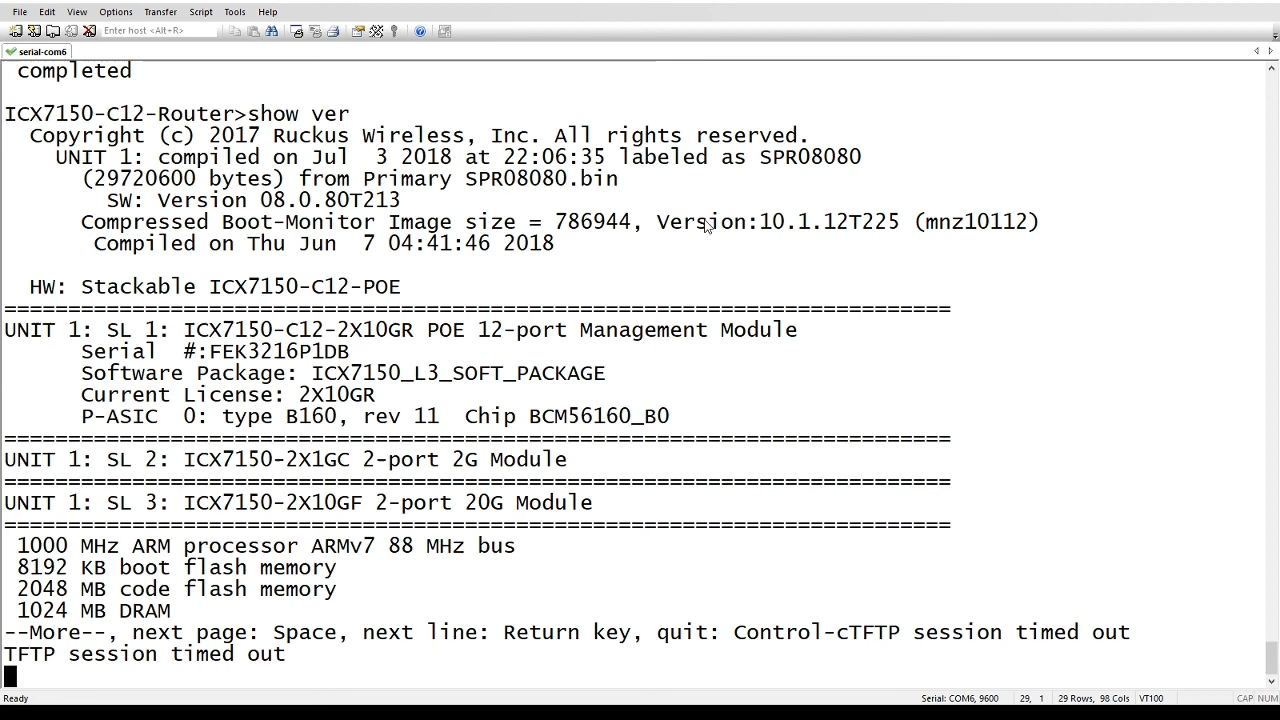 File Edit View Options Transfer Script Tools Help
Enter host <Alt+R>
serial-com6
completed
ICX7150-C12-Router>show ver
Copyright (c) 2017 Ruckus Wireless, Inc. All rights reserved.
UNIT 1: compiled on Jul  3 2018 at 22:06:35 labeled as SPR08080
(29720600 bytes) from Primary SPR08080.bin
SW: Version 08.0.80T213
Compressed Boot-Monitor Image size = 786944, Version:10.1.12T225 (mnz10112)
Compiled on Thu Jun  7 04:41:46 2018
HW: Stackable ICX7150-C12-POE
==========================================================================
UNIT 1: SL 1: ICX7150-C12-2X10GR POE 12-port Management Module
Serial  #:FEK3216P1DB
Software Package: ICX7150_L3_SOFT_PACKAGE
Current License: 2X10GR
P-ASIC  0: type B160, rev 11  Chip BCM56160_B0
==========================================================================
UNIT 1: SL 2: ICX7150-2X1GC 2-port 2G Module
==========================================================================
UNIT 1: SL 3: ICX7150-2X10GF 2-port 20G Module
==========================================================================
1000 MHz ARM processor ARMv7 88 MHz bus
8192 KB boot flash memory
2048 MB code flash memory
1024 MB DRAM
--More--, next page: Space, next line: Return key, quit: Control-cTFTP session timed out
TFTP session timed out
Ready Serial: COM6, 9600 29, 1 29 Rows, 98 Cols VT100 CAP NUM